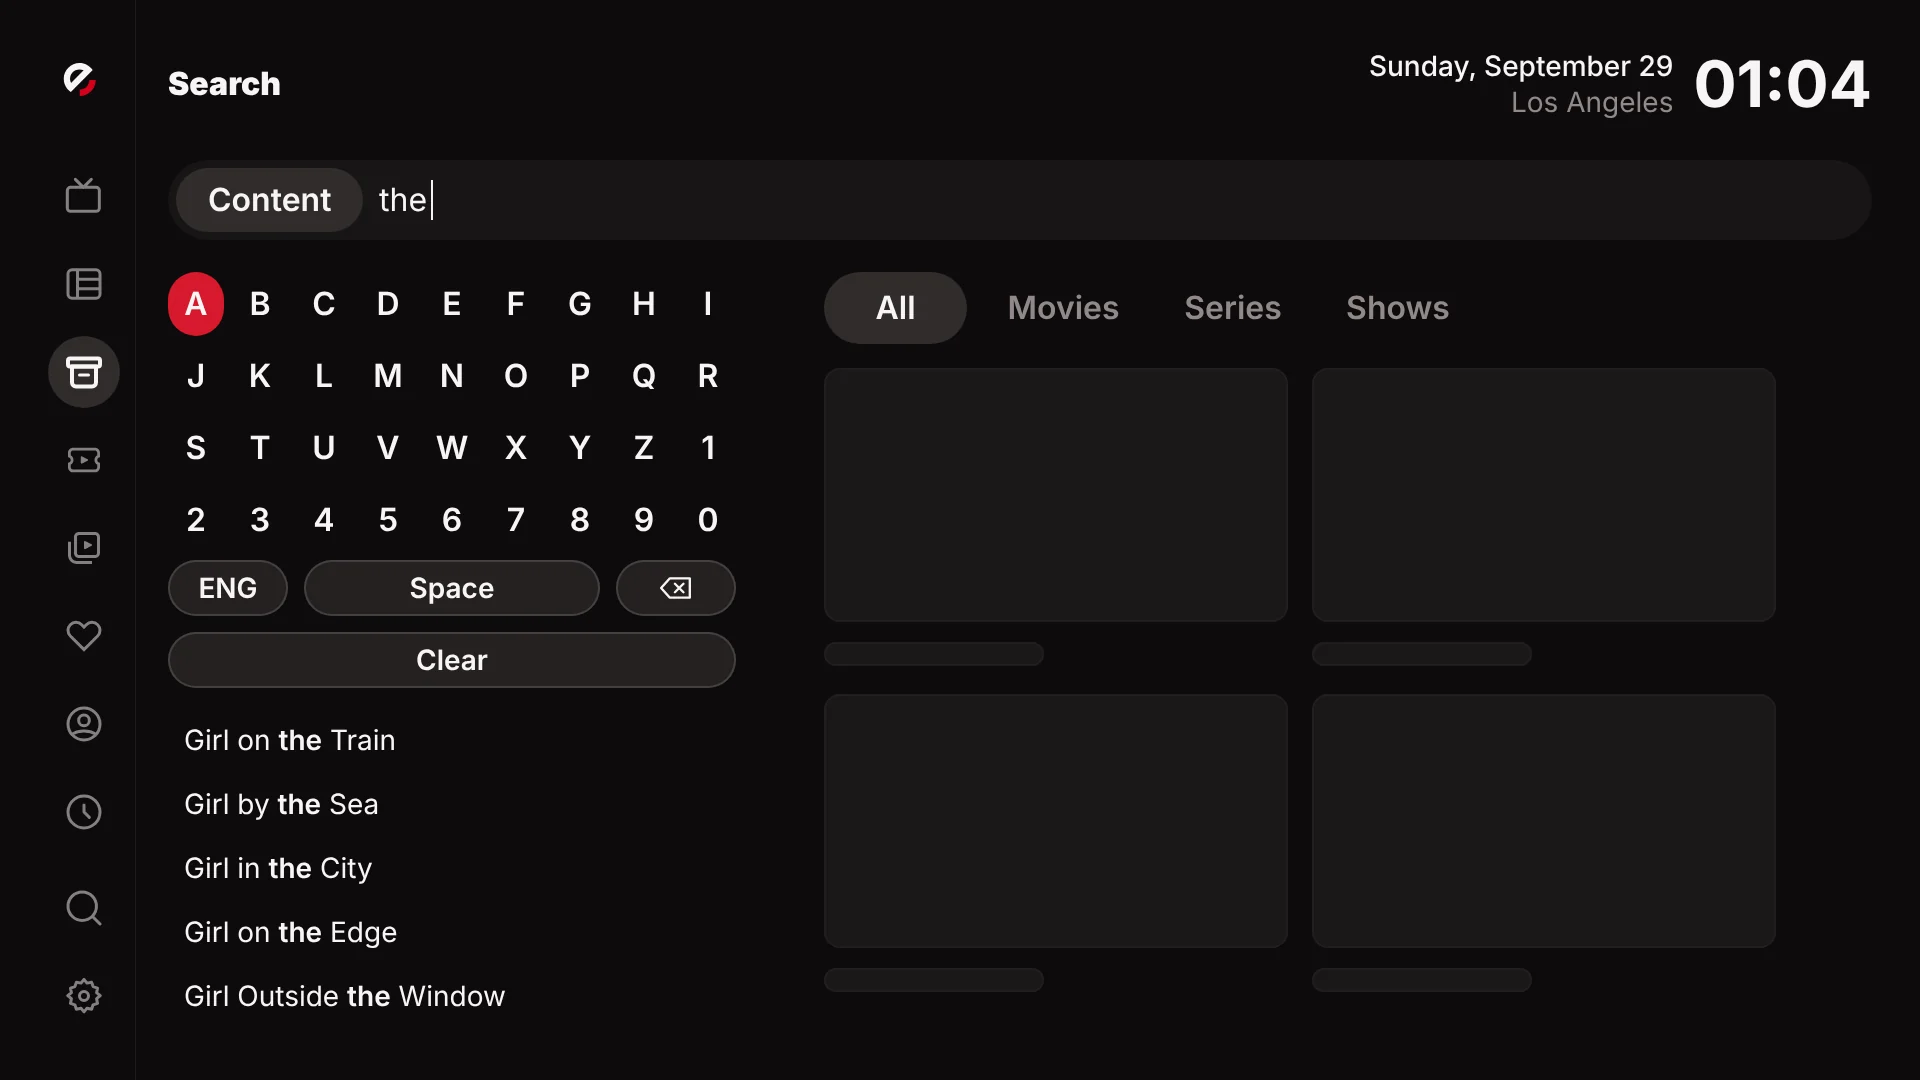 Search
Sunday, September 29
Los Angeles
01:04
Content the
A B C D E F G H I
J K L M N O P Q R
S T U V W X Y Z 1
2 3 4 5 6 7 8 9 0
ENG Space
Clear
Girl on the Train
Girl by the Sea
Girl in the City
Girl on the Edge
Girl Outside the Window
All Movies Series Shows